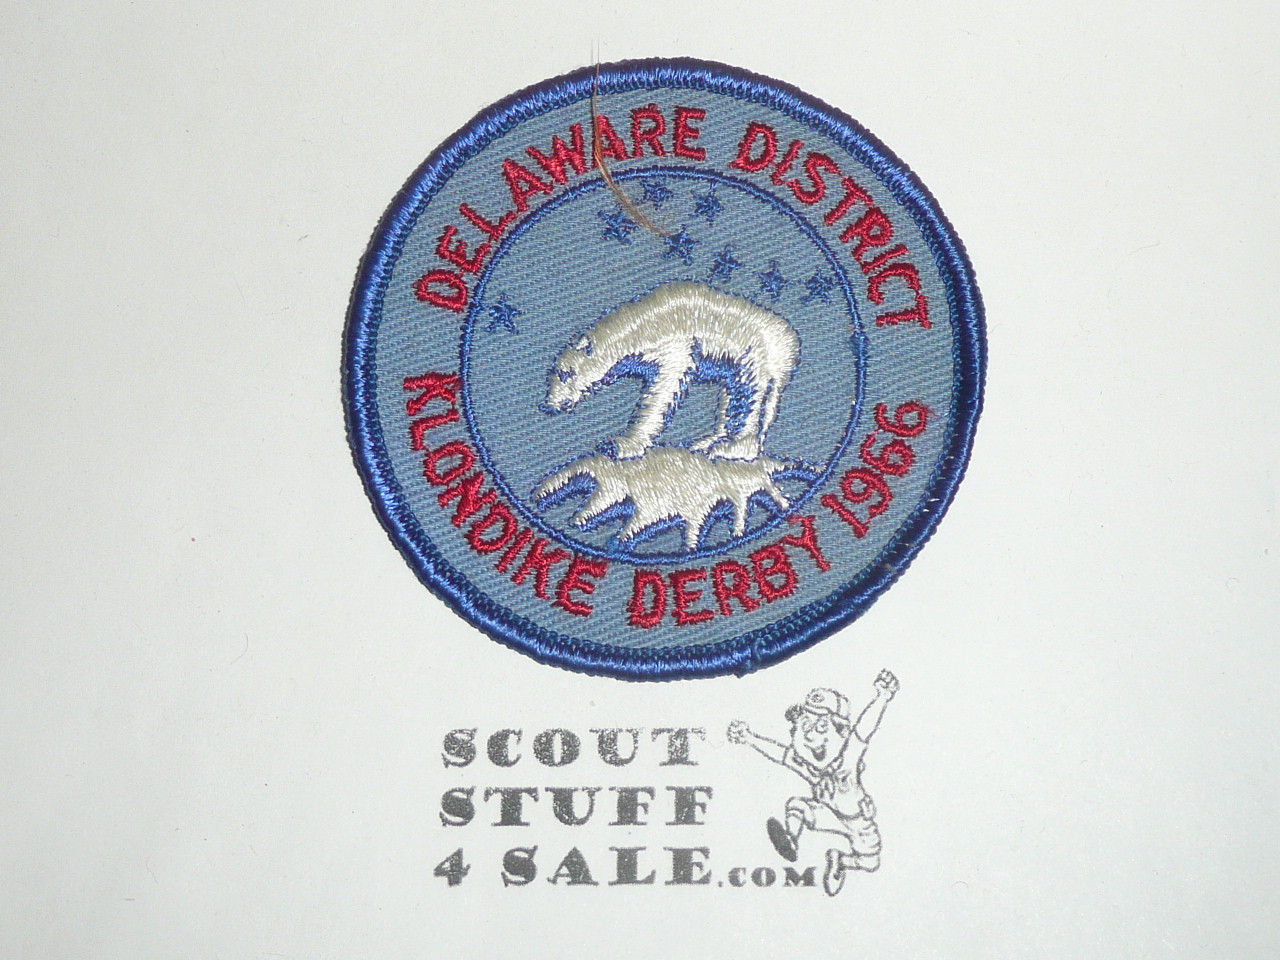 DELAWARE DISTRICT
KLONDIKE DERBY 1966
SCOUT
STUFF
4 SALE.COM